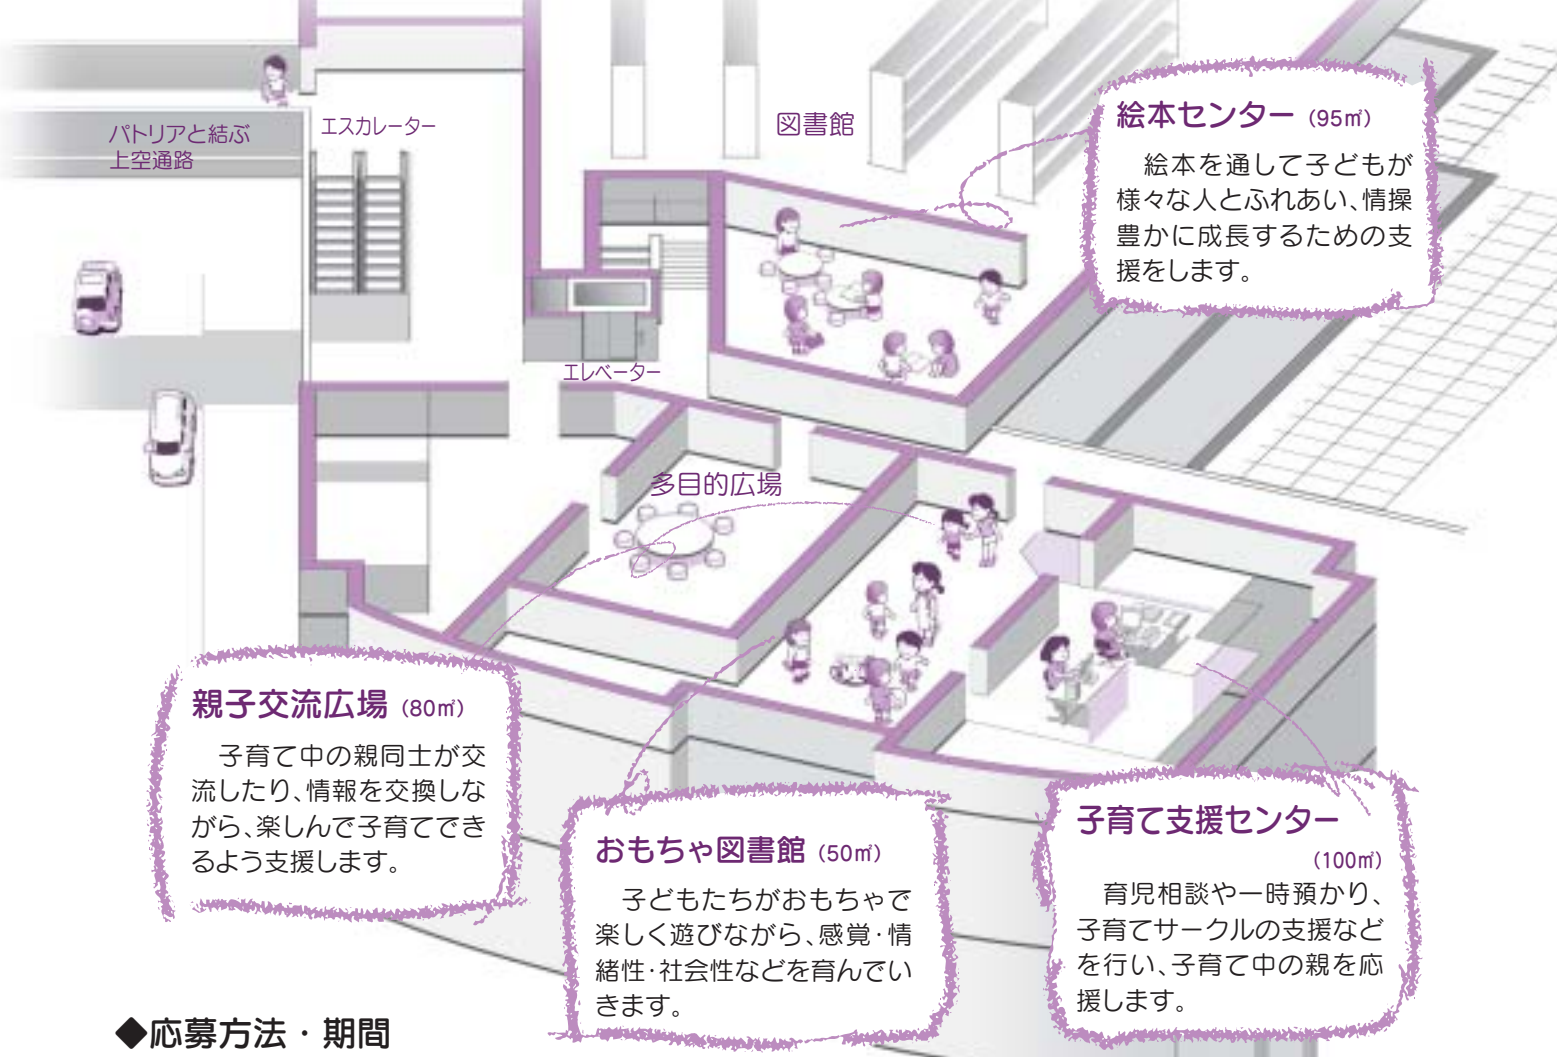 パトリアと結ぶ
上空通路
エスカレーター
図書館
エレベーター
多目的広場
絵本センター（95㎡）
絵本を通して子どもが
様々な人とふれあい、情操
豊かに成長するための支
援をします。
親子交流広場（80㎡）
子育て中の親同士が交
流したり、情報を交換しな
がら、楽しんで子育てでき
るよう支援します。
おもちゃ図書館（50㎡）
子どもたちがおもちゃで
楽しく遊びながら、感覚・情
緒性・社会性などを育んでい
きます。
子育て支援センター
（100㎡）
育児相談や一時預かり、
子育てサークルの支援など
を行い、子育て中の親を応
援します。
◆応募方法・期間